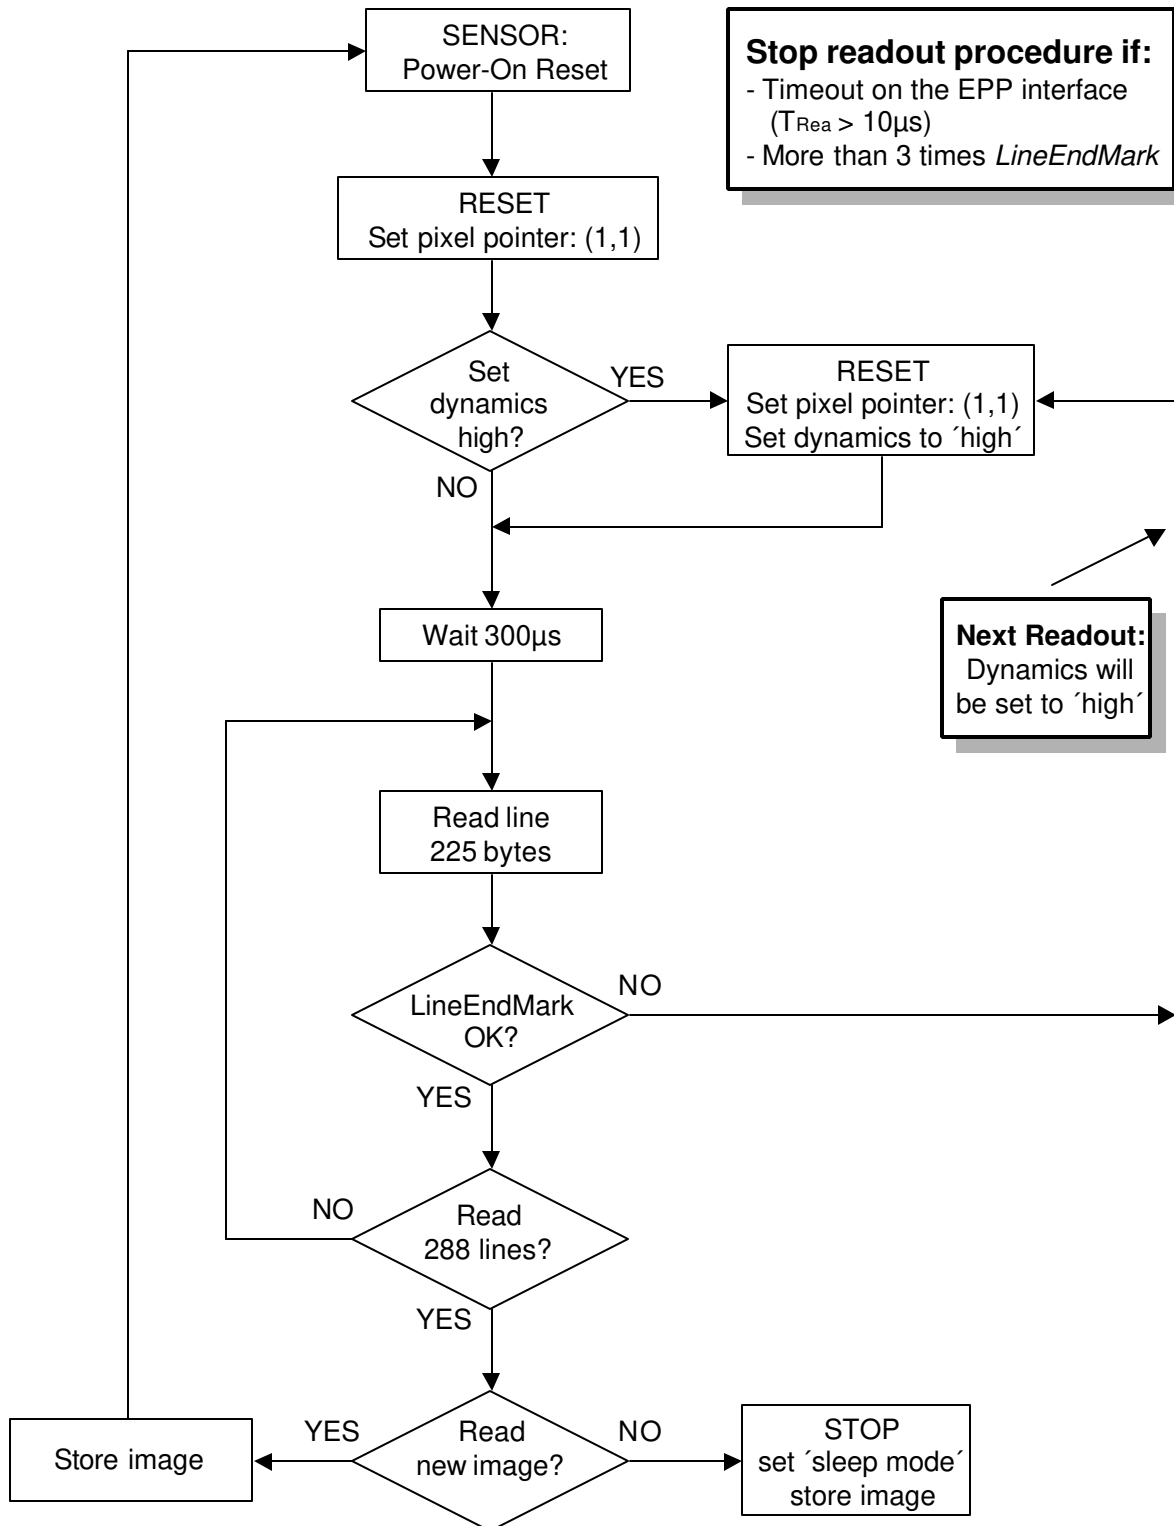 SENSOR:
Power-On Reset
Stop readout procedure if:
- Timeout on the EPP interface
(TRea > 10µs)
- More than 3 times LineEndMark
RESET
Set pixel pointer: (1,1)
Set
dynamics
high?
YES
NO
RESET
Set pixel pointer: (1,1)
Set dynamics to ´high´
Wait 300µs
Next Readout:
Dynamics will
be set to ´high´
Read line
225 bytes
LineEndMark
OK?
NO
YES
Read
288 lines?
NO
YES
Read
new image?
YES
NO
Store image
STOP
set ´sleep mode´
store image